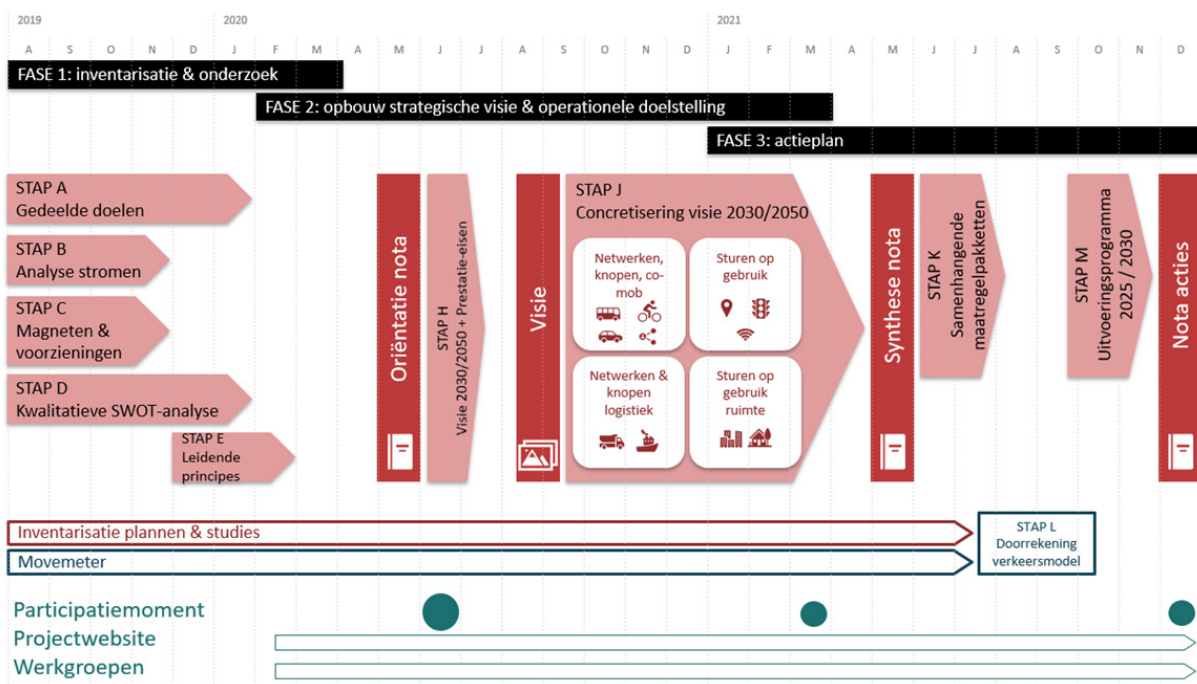 2019 2020 2021
A S O N D J F M A M J J A S O N D J F M A M J J A S O N D
FASE 1: inventarisatie & onderzoek
FASE 2: opbouw strategische visie & operationele doelstelling
FASE 3: actieplan
STAP A
Gedeelde doelen
STAP B
Analyse stromen
STAP C
Magneten &
voorzieningen
STAP D
Kwalitatieve SWOT-analyse
STAP E
Leidende
principes
Oriëntatie nota
STAP H
Visie 2030/2050 + Prestatie-eisen
Visie
STAP J
Concretisering visie 2030/2050
Netwerken,
knopen, co-
mob
Sturen op
gebruik
Netwerken &
knopen
logistiek
Sturen op
gebruik
ruimte
Synthese nota
STAP K
Samenhangende
maatregelpakketten
STAP M
Uitvoeringsprogramma
2025 / 2030
Nota acties
Inventarisatie plannen & studies
Movemeter
STAP L
Doorrekening
verkeersmodel
Participatiemoment
Projectwebsite
Werkgroepen